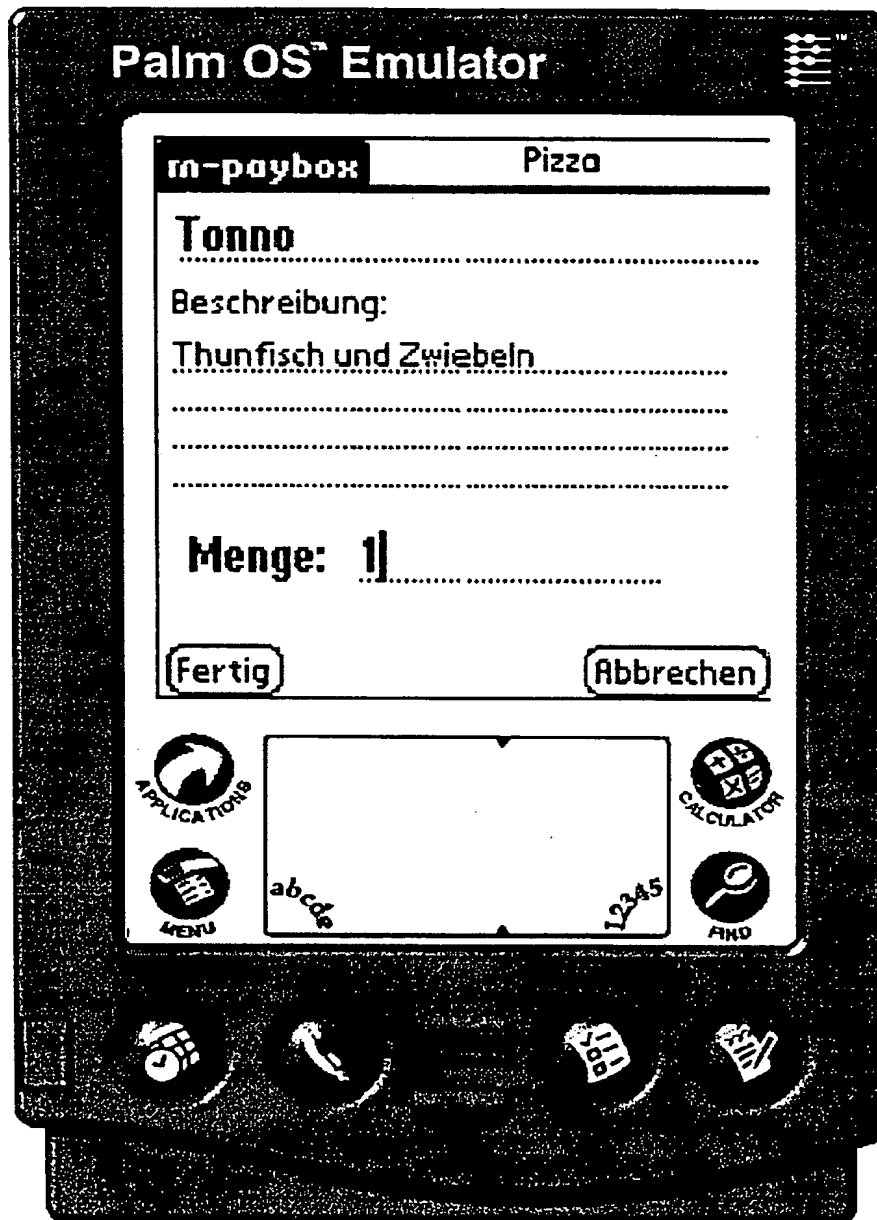 Palm OS™ Emulator
™
m-paybox Pizza
Tonno
Beschreibung:
Thunfisch und Zwiebeln
Menge: 1
Fertig Abbrechen
APPLICATIONS
CALCULATOR
abcde
12345
MENU
FIND